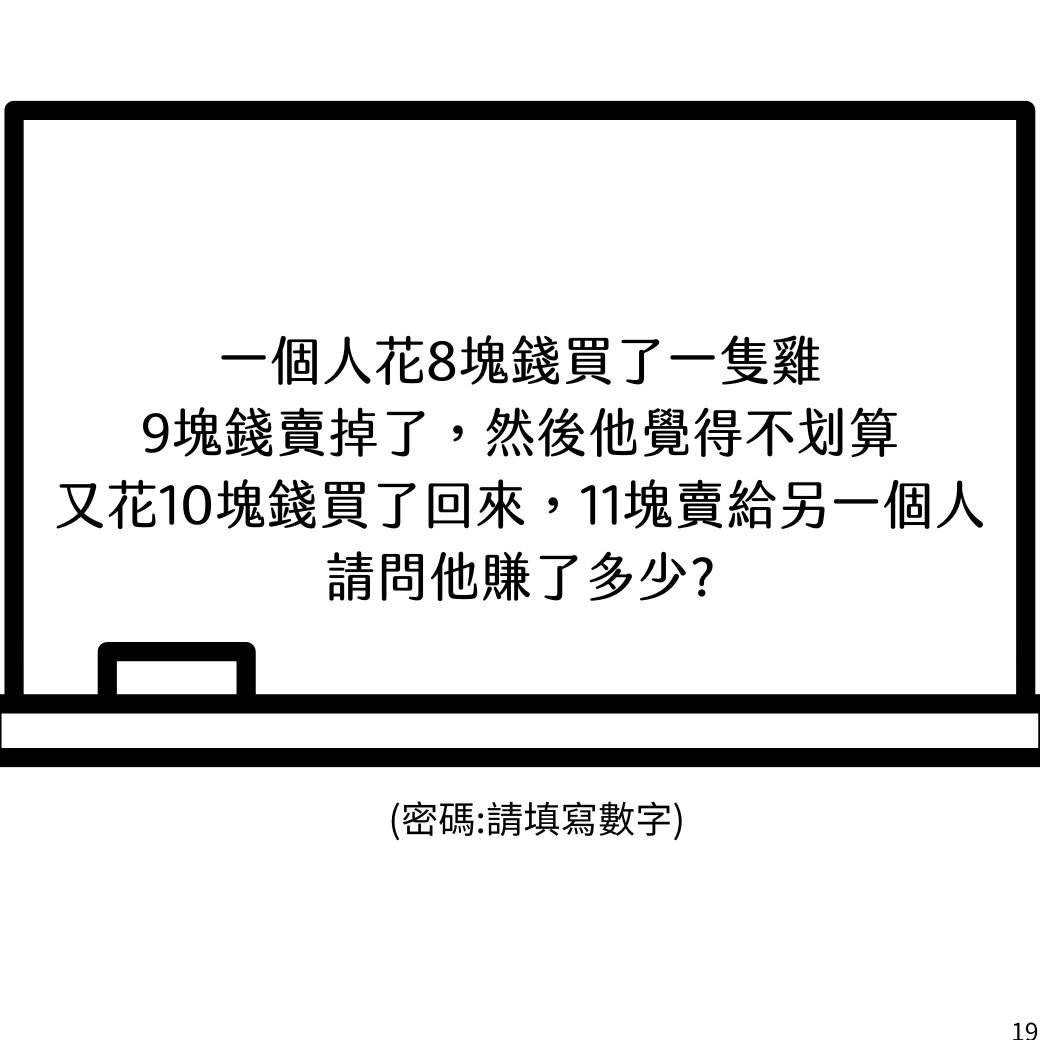 一個人花8塊錢買了一隻雞
9塊錢賣掉了，然後他覺得不划算
又花10塊錢買了回來，11塊賣給另一個人
請問他賺了多少?
(密碼:請填寫數字)
19